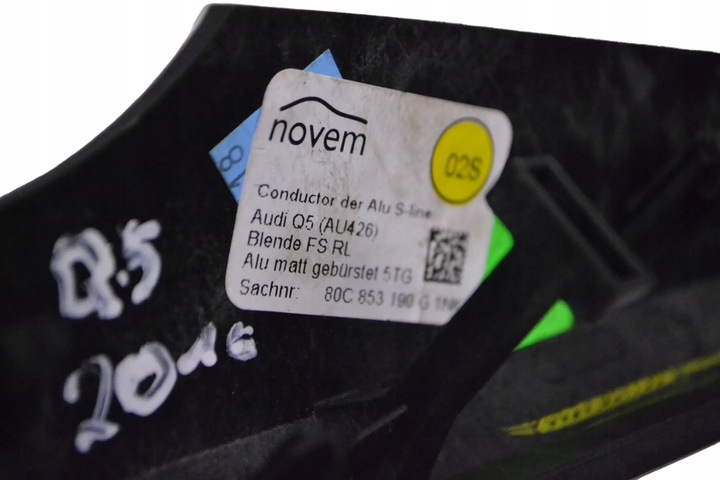 novem
02S
Conductor der Alu S-line
Audi Q5 (AU426)
Blende FS RL
Alu matt gebürstet 5TG
Sachnr: 80C 853 190 G
Q5
2016